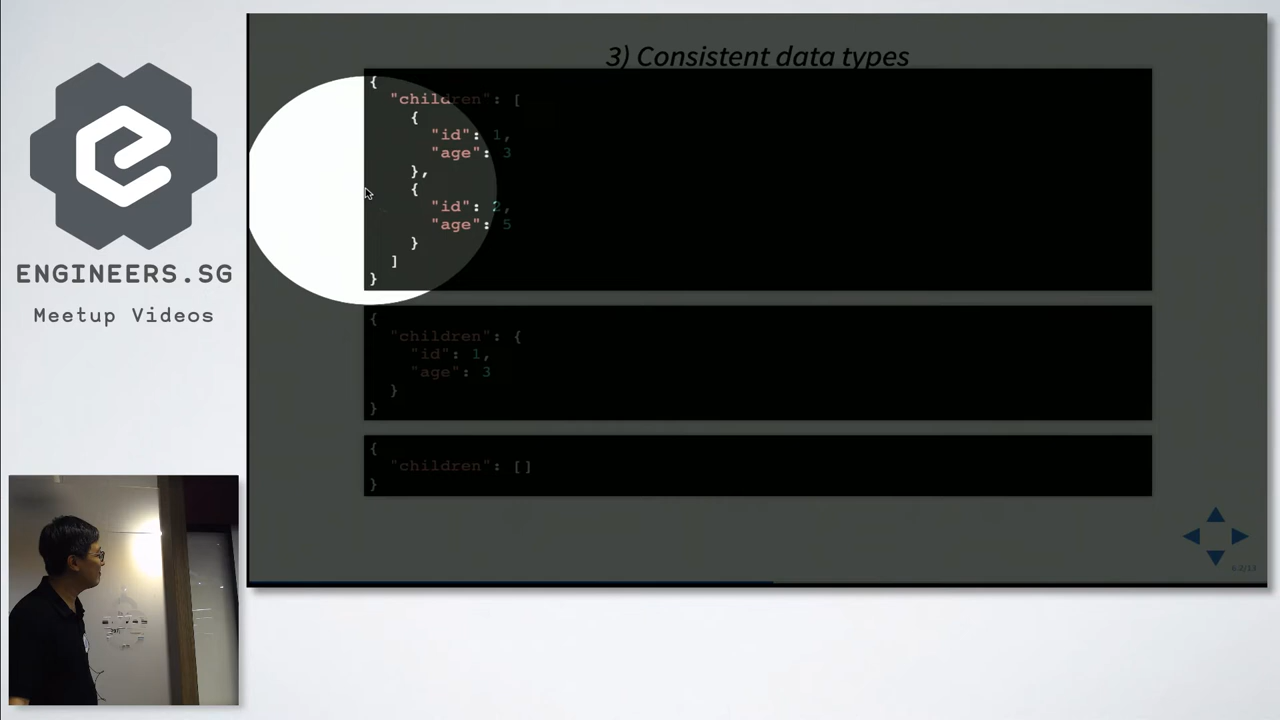 ENGINEERS.SG
Meetup Videos
3) Consistent data types
{
"children": [
{
"id": 1,
"age": 3
},
{
"id": 2,
"age": 5
}
]
}
{
"children": {
"id": 1,
"age": 3
}
}
{
"children": []
}